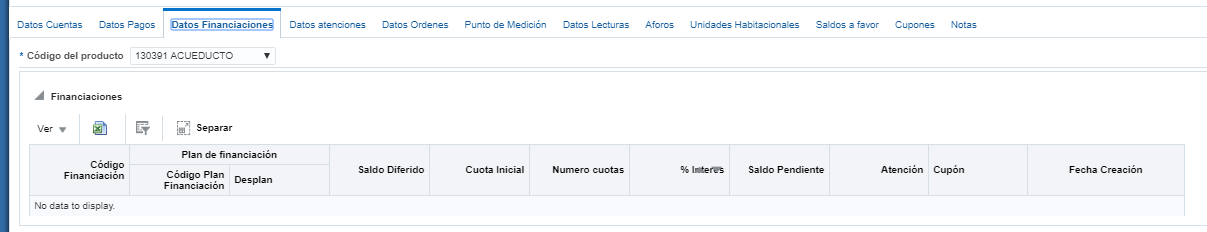 Datos Cuentas Datos Pagos Datos Financiaciones Datos atenciones Datos Ordenes Punto de Medición Datos Lecturas Aforos Unidades Habitacionales Saldos a favor Cupones Notas
* Código del producto 130391 ACUEDUCTO
Financiaciones
Ver Separar
Código Financiación Plan de financiación Código Plan Financiación Desplan Saldo Diferido Cuota Inicial Numero cuotas % Interes Saldo Pendiente Atención Cupón Fecha Creación
No data to display.